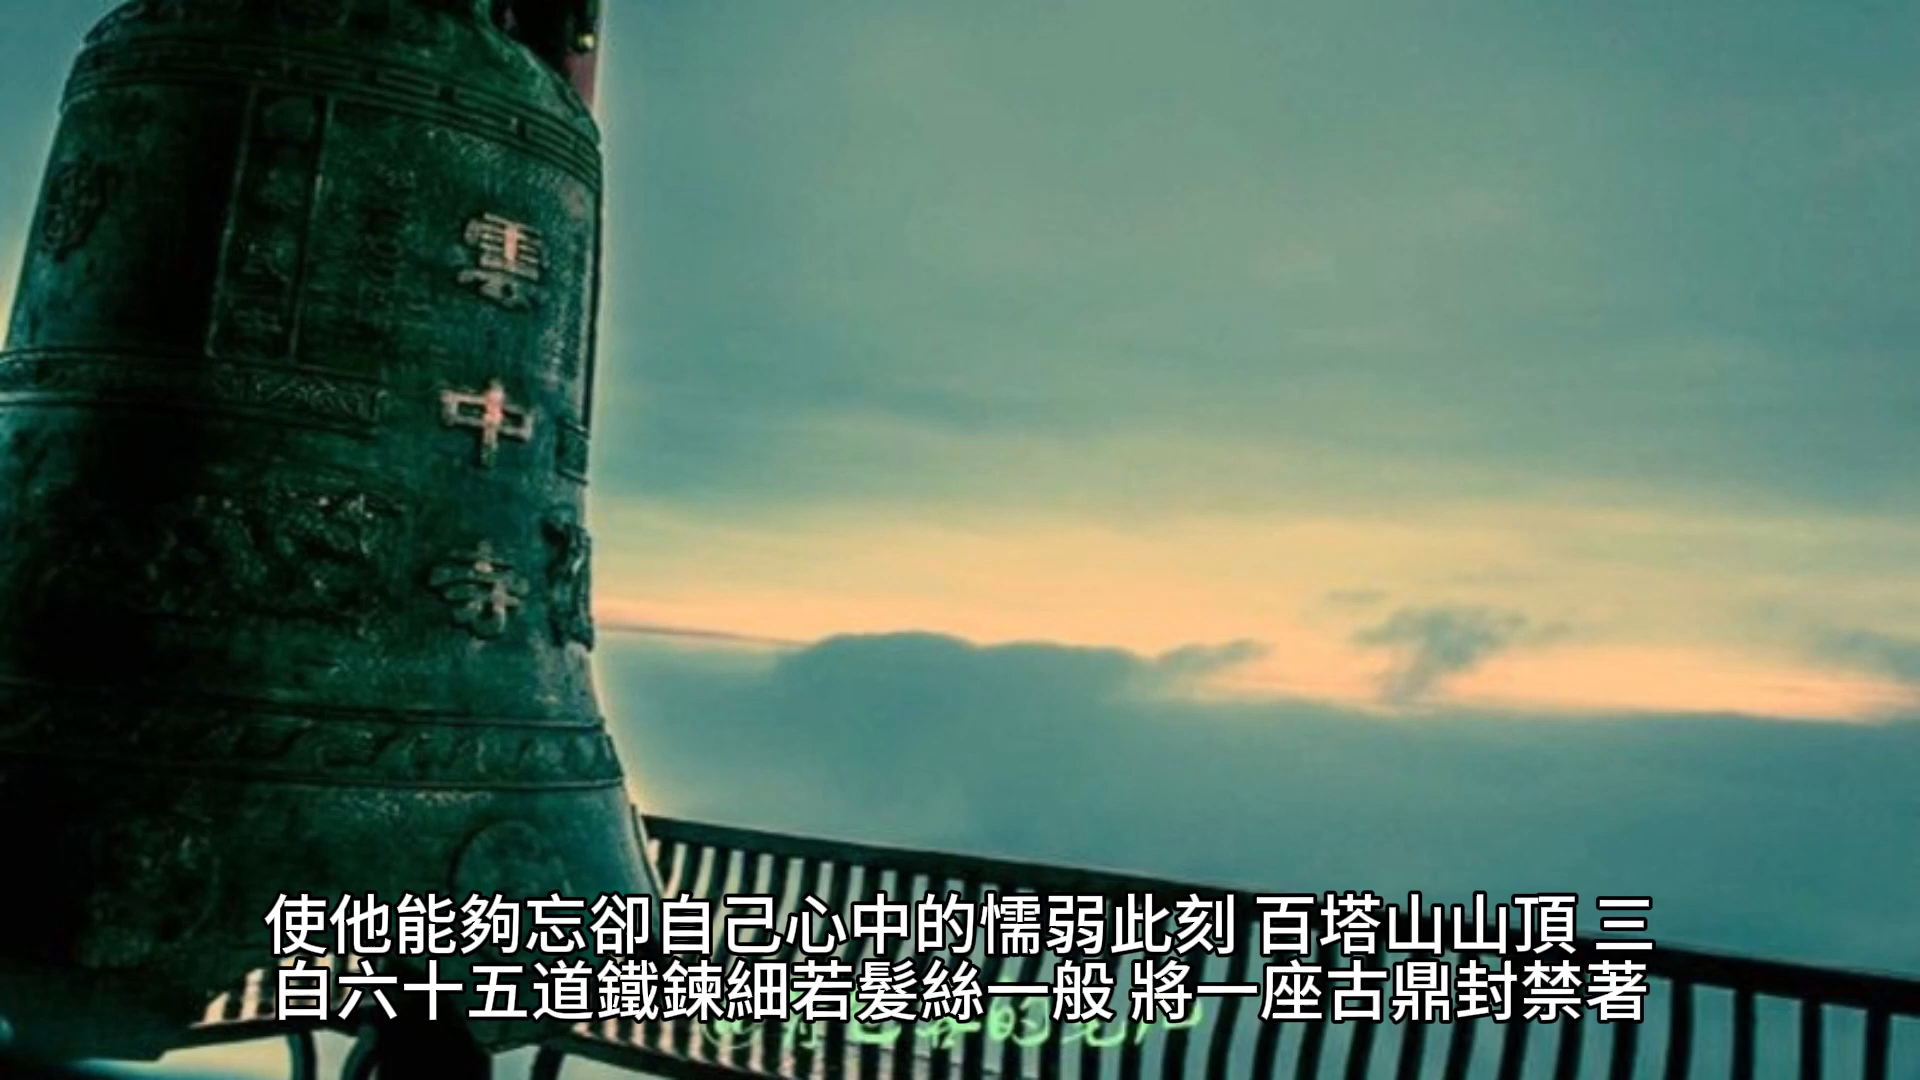 雲中寺
使他能夠忘卻自己心中的懦弱此刻 百塔山山頂 三
白六十五道鐵鍊細若髮絲一般 將一座古鼎封禁著